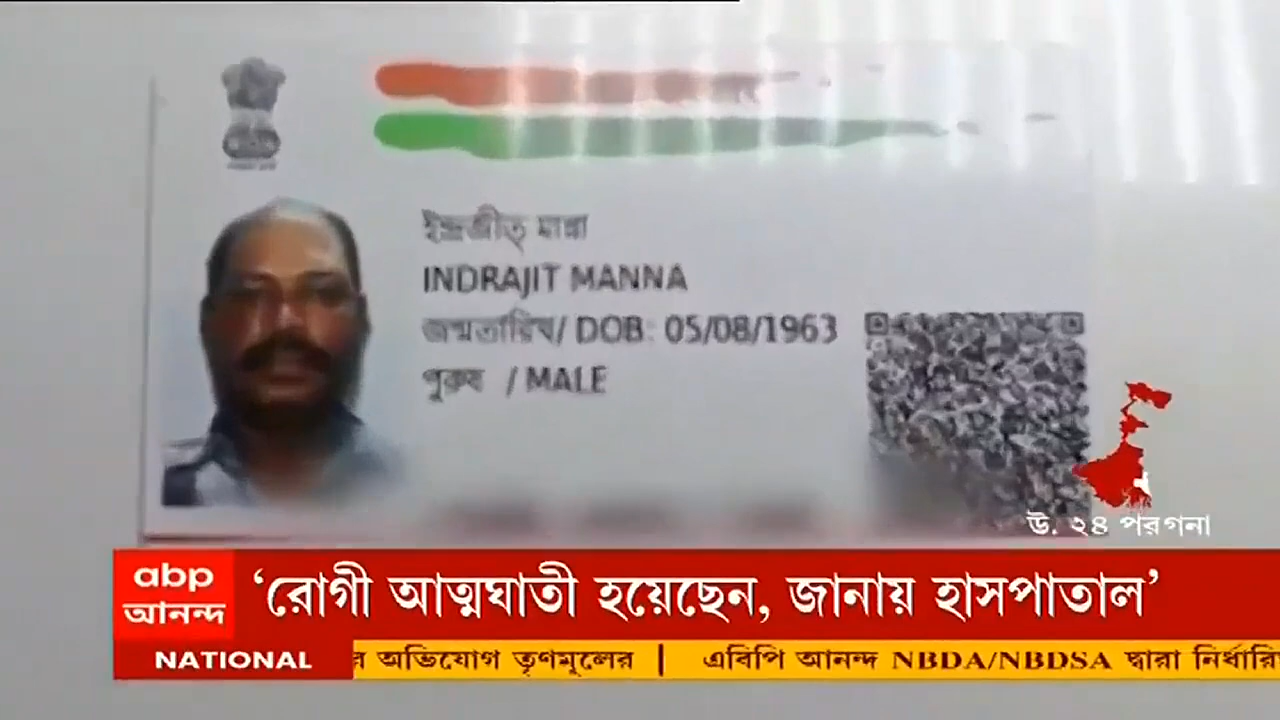 ইন্দ্রজীত্ মান্না
INDRAJIT MANNA
জন্মতারিখ/ DOB: 05/08/1963
পুরুষ / MALE
উ. ২৪ পরগনা
abp
আনন্দ
‘রোগী আত্মঘাতী হয়েছেন, জানায় হাসপাতাল’
NATIONAL
র অভিযোগ তৃণমূলের | এবিপি আনন্দ NBDA/NBDSA দ্বারা নির্ধারি